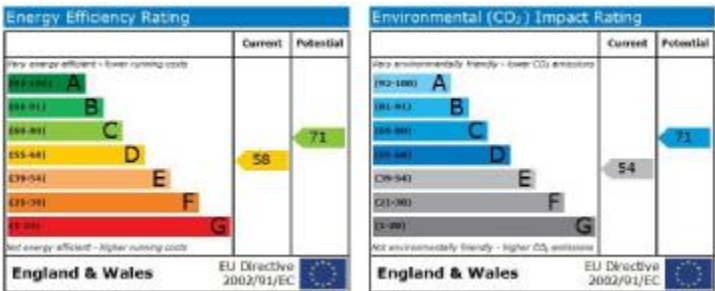 Energy Efficiency Rating
Current Potential
Very energy efficient - lower running costs
(92-100) A
(81-91) B
(69-80) C
(55-68) D
(39-54) E
(21-38) F
(1-20) G
58
71
Not energy efficient - higher running costs
England & Wales
EU Directive
2002/91/EC
Environmental (CO₂) Impact Rating
Current Potential
Very environmentally friendly - lower CO₂ emissions
(92-100) A
(81-91) B
(69-80) C
(55-68) D
(39-54) E
(21-38) F
(1-20) G
54
71
Not environmentally friendly - higher CO₂ emissions
England & Wales
EU Directive
2002/91/EC